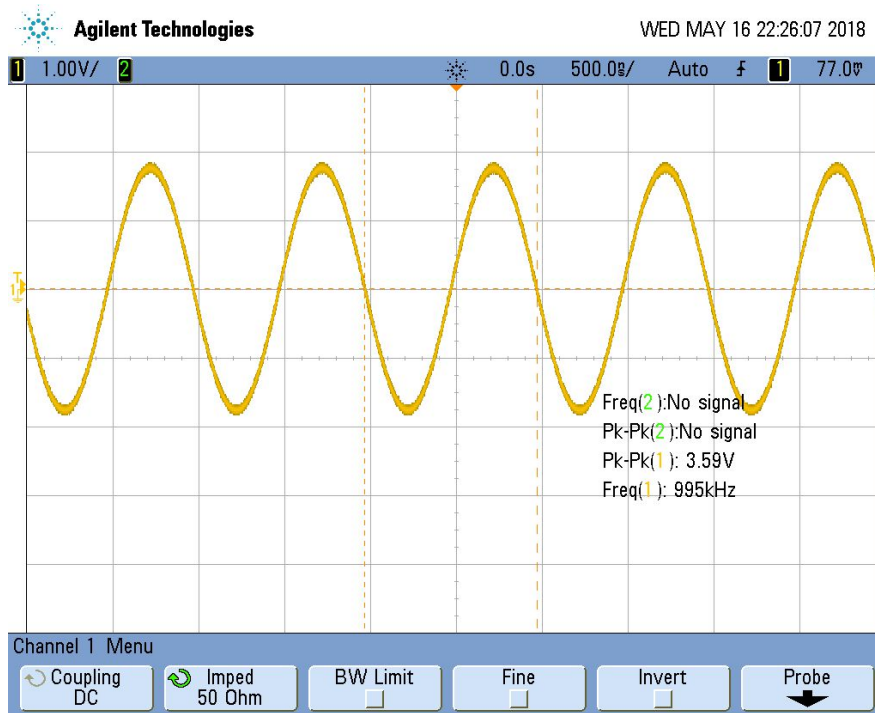 Agilent Technologies WED MAY 16 22:26:07 2018
1 1.00V/ 2 0.0s 500.0ns/ Auto 1 77.0mV
T
1
Freq(2):No signal
Pk-Pk(2):No signal
Pk-Pk(1): 3.59V
Freq(1): 995kHz
Channel 1 Menu
Coupling Imped BW Limit Fine Invert Probe
DC 50 Ohm